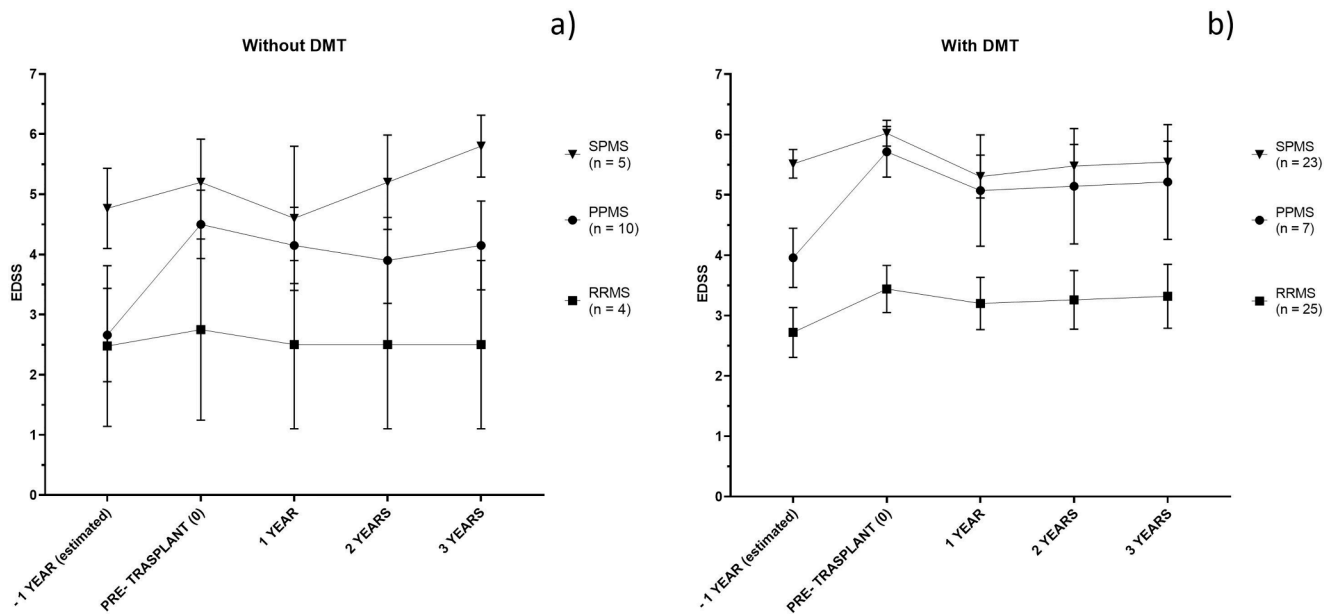 a)
Without DMT
7
6
5
4
3
2
1
0
EDSS
- 1 YEAR (estimated)
PRE- TRASPLANT (0)
1 YEAR
2 YEARS
3 YEARS
SPMS
(n = 5)
PPMS
(n = 10)
RRMS
(n = 4)
b)
With DMT
7
6
5
4
3
2
1
0
EDSS
- 1 YEAR (estimated)
PRE- TRASPLANT (0)
1 YEAR
2 YEARS
3 YEARS
SPMS
(n = 23)
PPMS
(n = 7)
RRMS
(n = 25)